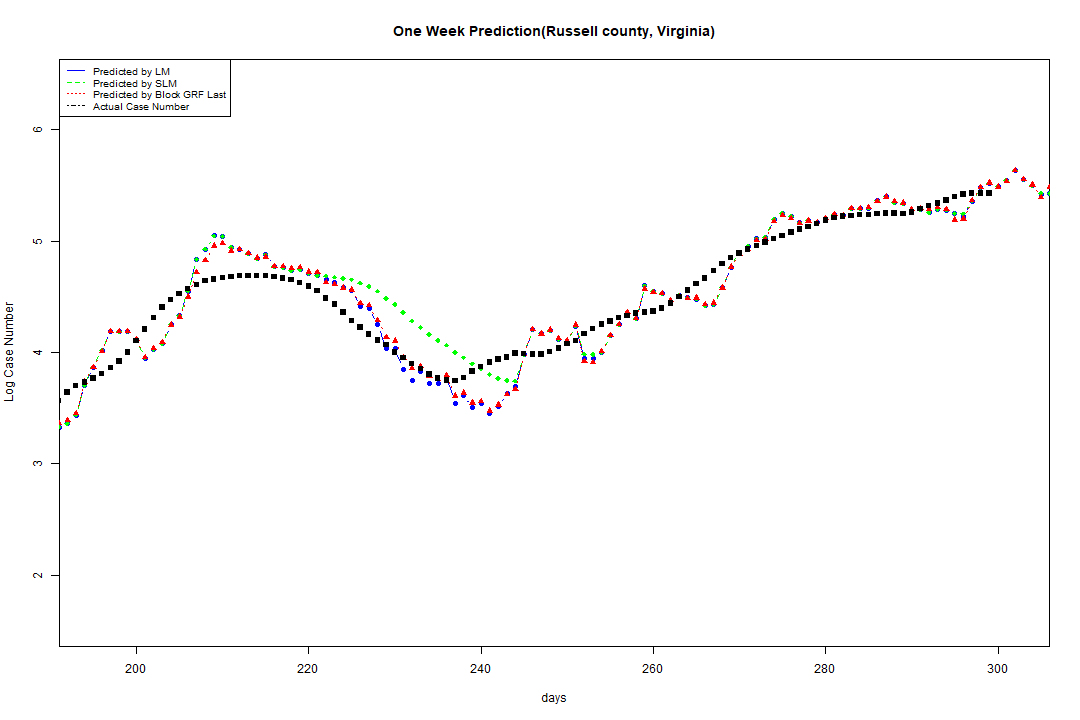 One Week Prediction(Russell county, Virginia)
Predicted by LM
Predicted by SLM
Predicted by Block GRF Last
Actual Case Number
6
5
4
3
2
Log Case Number
200 220 240 260 280 300
days